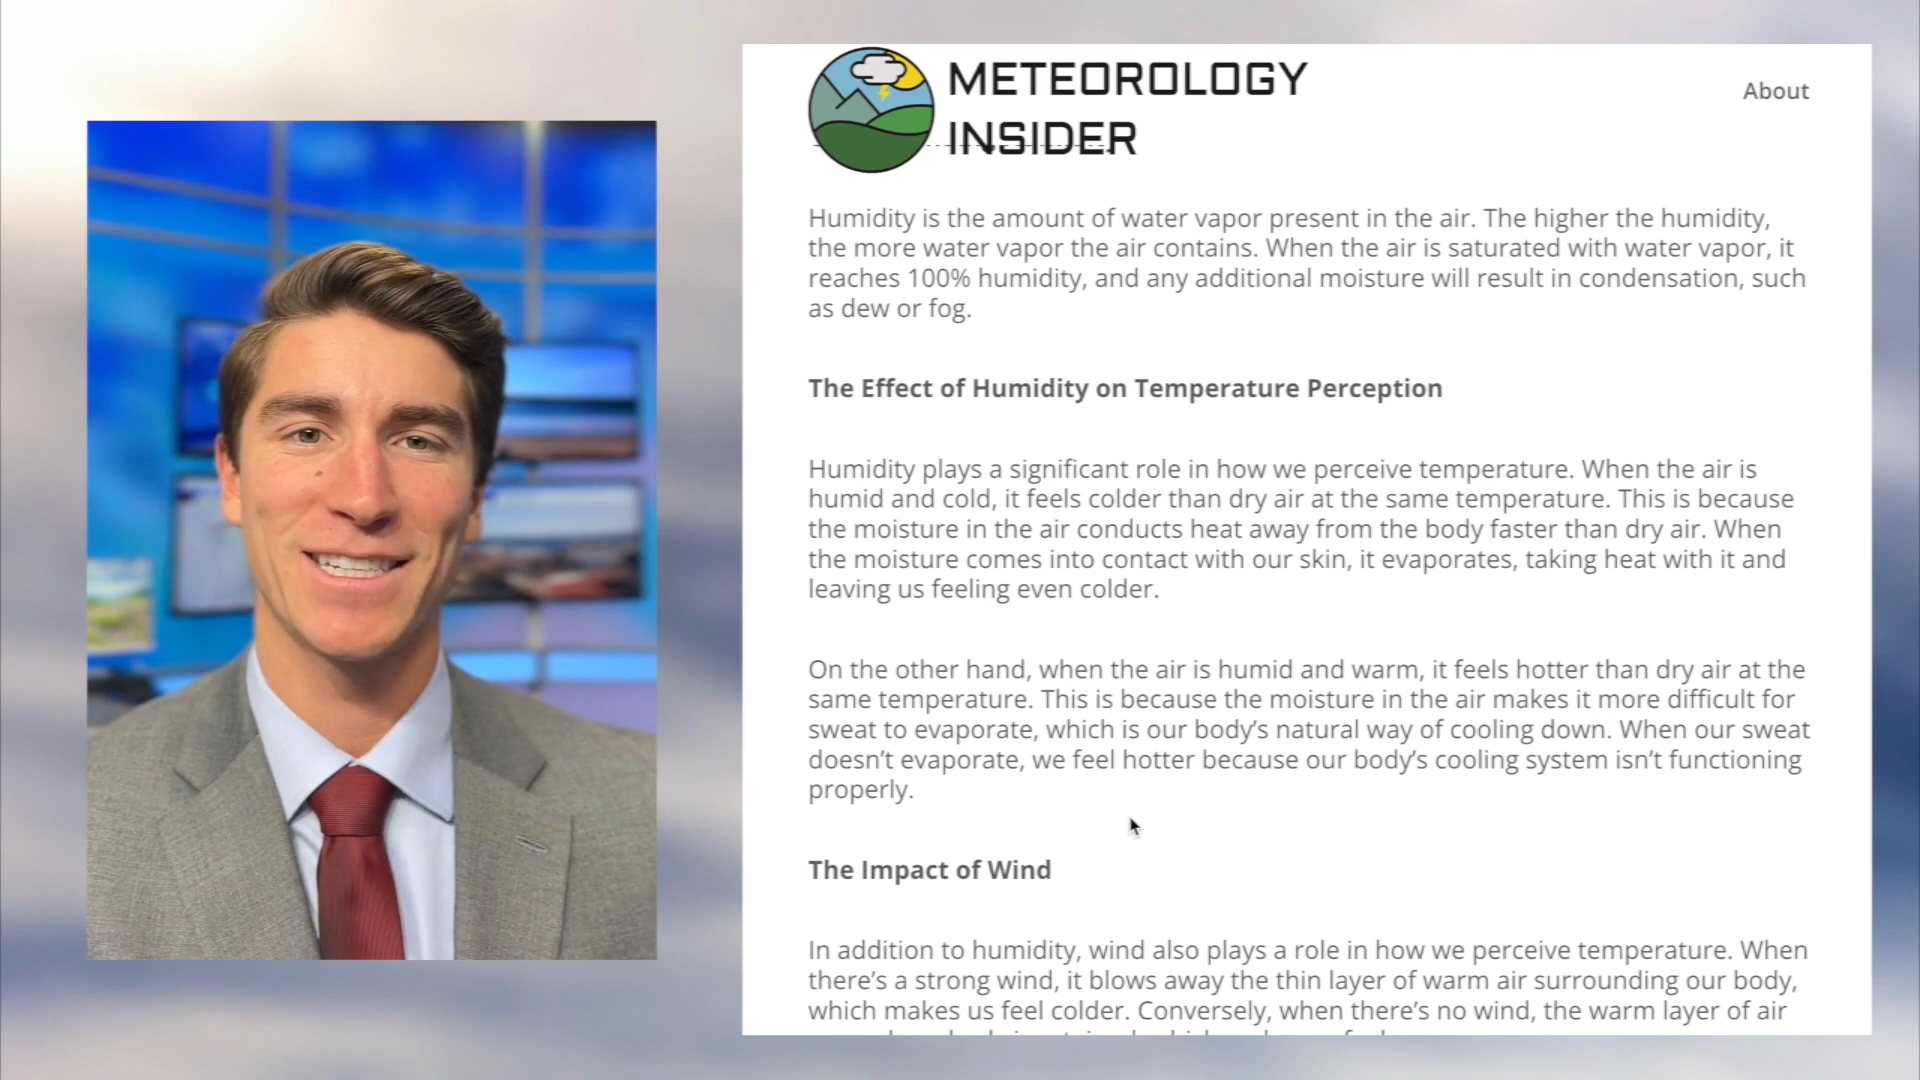 METEOROLOGY
INSIDER
About
Humidity is the amount of water vapor present in the air. The higher the humidity,
the more water vapor the air contains. When the air is saturated with water vapor, it
reaches 100% humidity, and any additional moisture will result in condensation, such
as dew or fog.
The Effect of Humidity on Temperature Perception
Humidity plays a significant role in how we perceive temperature. When the air is
humid and cold, it feels colder than dry air at the same temperature. This is because
the moisture in the air conducts heat away from the body faster than dry air. When
the moisture comes into contact with our skin, it evaporates, taking heat with it and
leaving us feeling even colder.
On the other hand, when the air is humid and warm, it feels hotter than dry air at the
same temperature. This is because the moisture in the air makes it more difficult for
sweat to evaporate, which is our body’s natural way of cooling down. When our sweat
doesn’t evaporate, we feel hotter because our body’s cooling system isn’t functioning
properly.
The Impact of Wind
In addition to humidity, wind also plays a role in how we perceive temperature. When
there’s a strong wind, it blows away the thin layer of warm air surrounding our body,
which makes us feel colder. Conversely, when there’s no wind, the warm layer of air